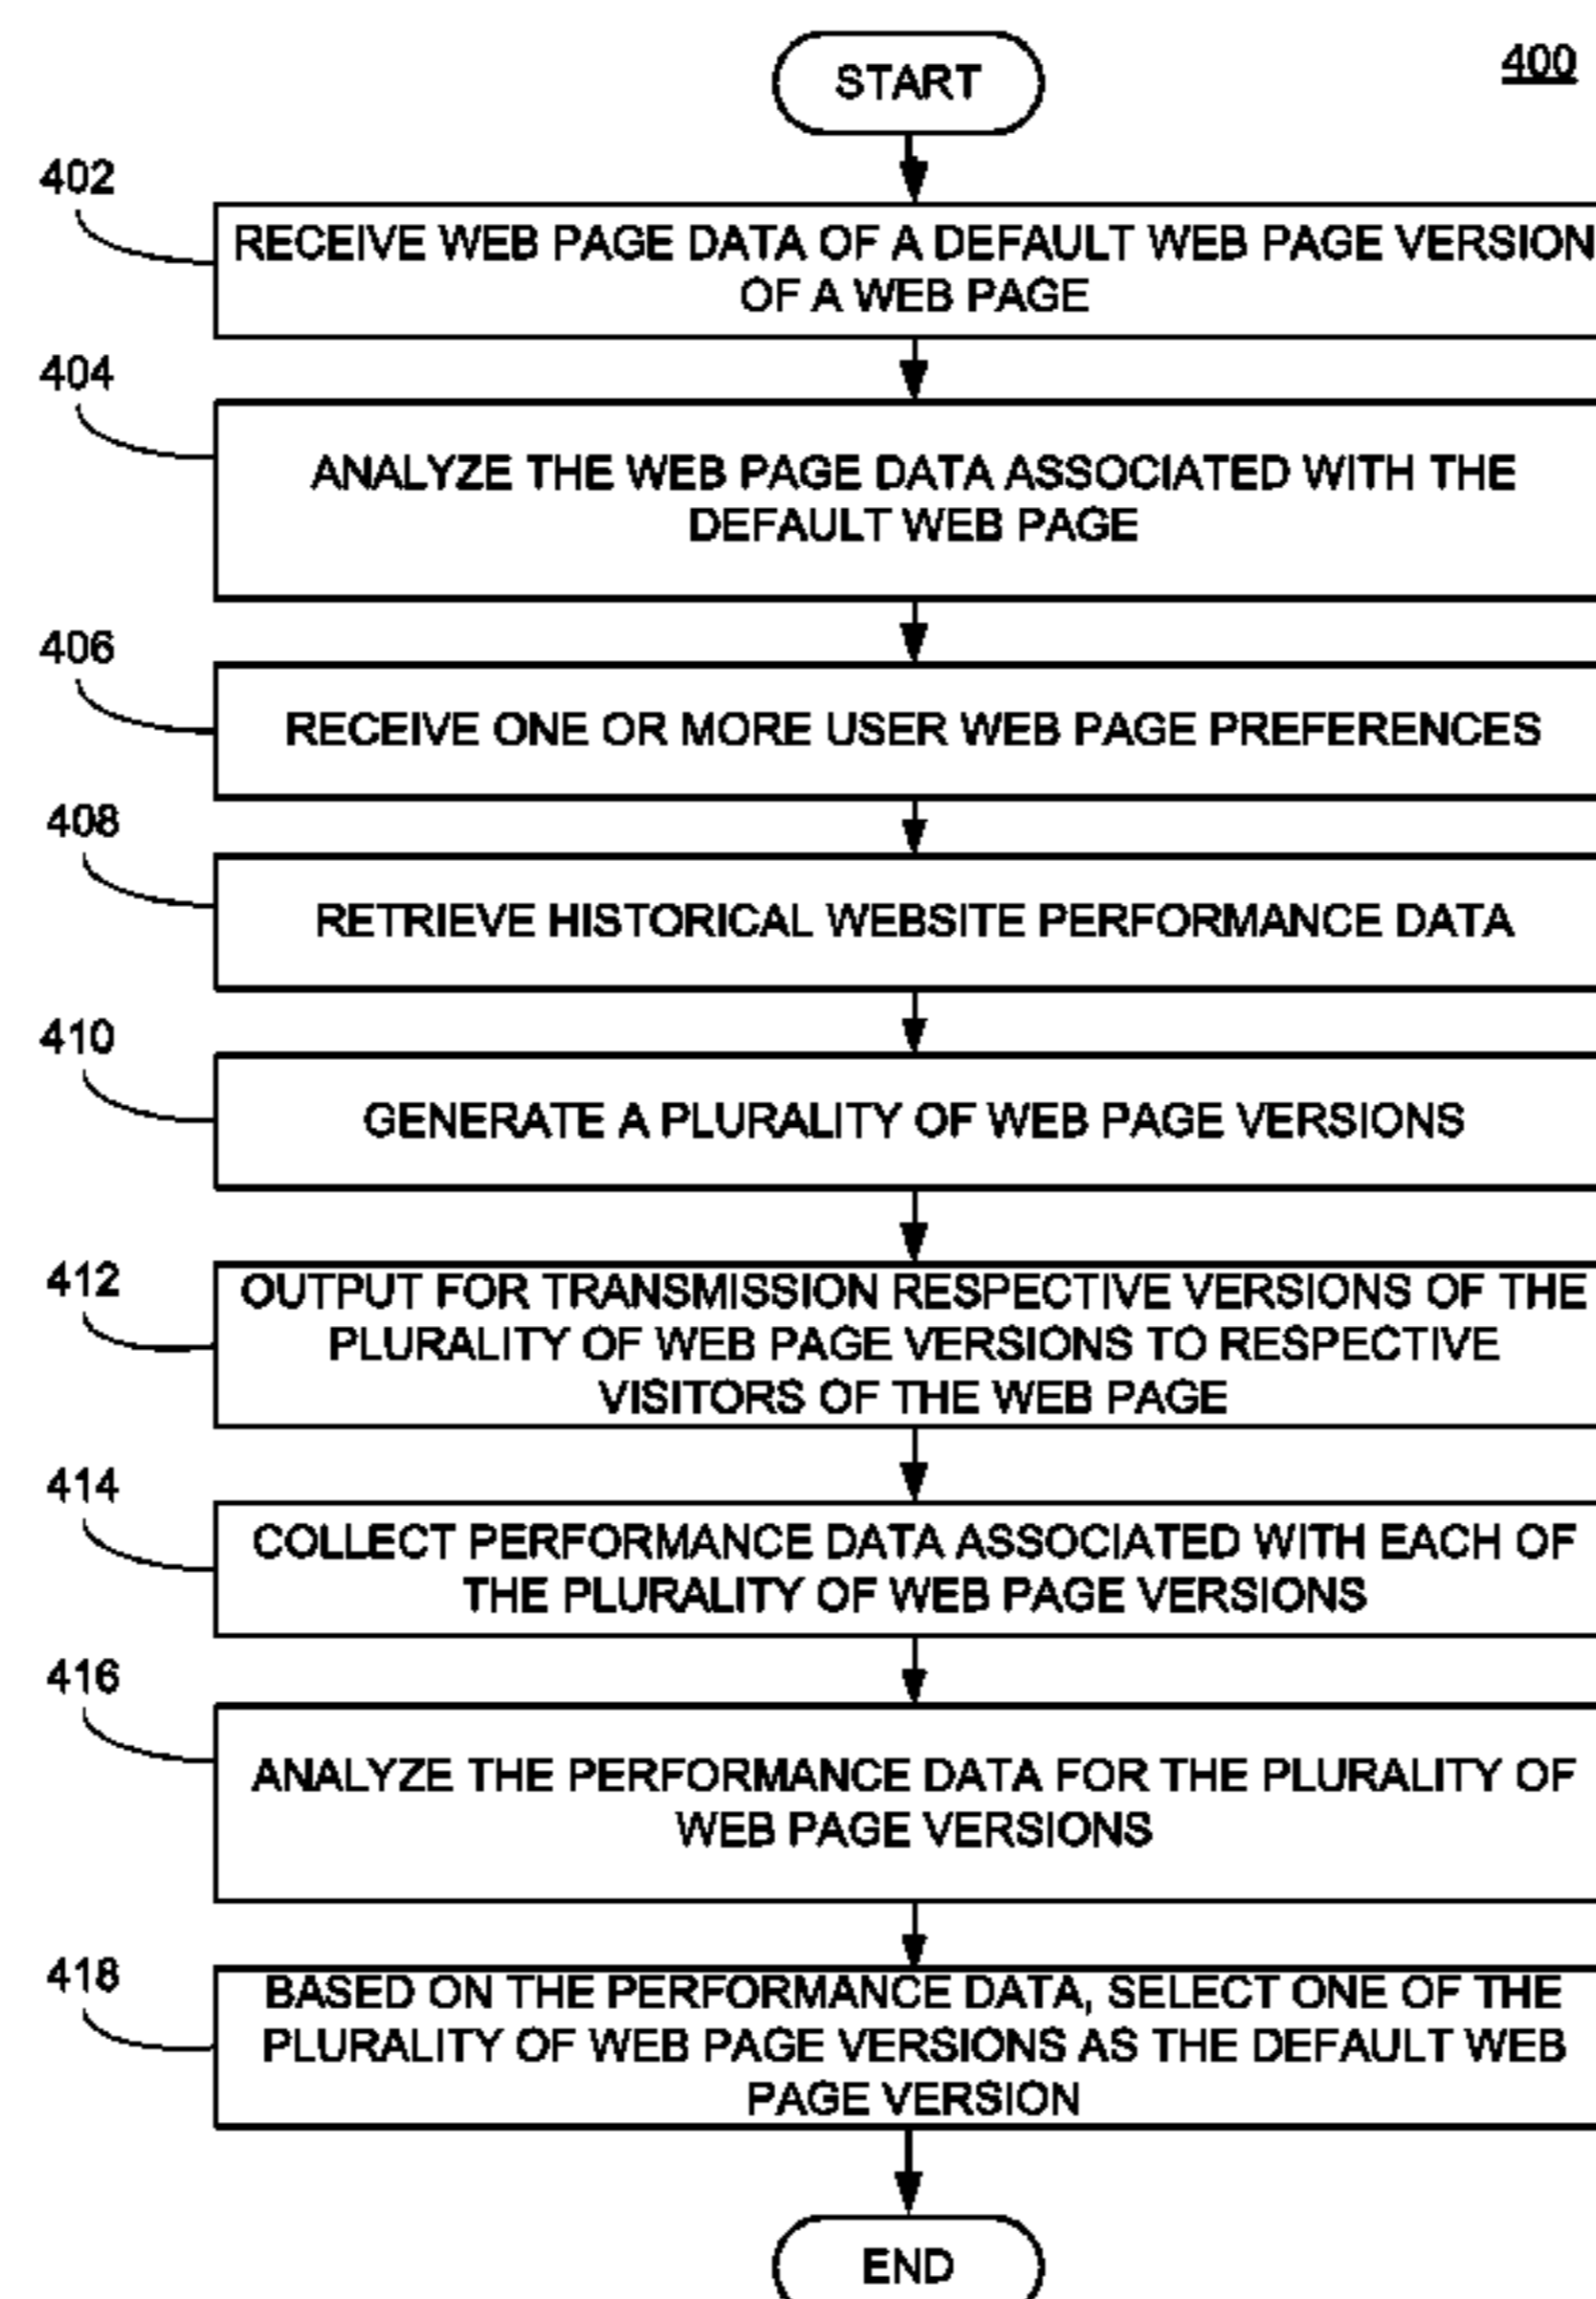 START
400
402
RECEIVE WEB PAGE DATA OF A DEFAULT WEB PAGE VERSION
OF A WEB PAGE
404
ANALYZE THE WEB PAGE DATA ASSOCIATED WITH THE
DEFAULT WEB PAGE
406
RECEIVE ONE OR MORE USER WEB PAGE PREFERENCES
408
RETRIEVE HISTORICAL WEBSITE PERFORMANCE DATA
410
GENERATE A PLURALITY OF WEB PAGE VERSIONS
412
OUTPUT FOR TRANSMISSION RESPECTIVE VERSIONS OF THE
PLURALITY OF WEB PAGE VERSIONS TO RESPECTIVE
VISITORS OF THE WEB PAGE
414
COLLECT PERFORMANCE DATA ASSOCIATED WITH EACH OF
THE PLURALITY OF WEB PAGE VERSIONS
416
ANALYZE THE PERFORMANCE DATA FOR THE PLURALITY OF
WEB PAGE VERSIONS
418
BASED ON THE PERFORMANCE DATA, SELECT ONE OF THE
PLURALITY OF WEB PAGE VERSIONS AS THE DEFAULT WEB
PAGE VERSION
END